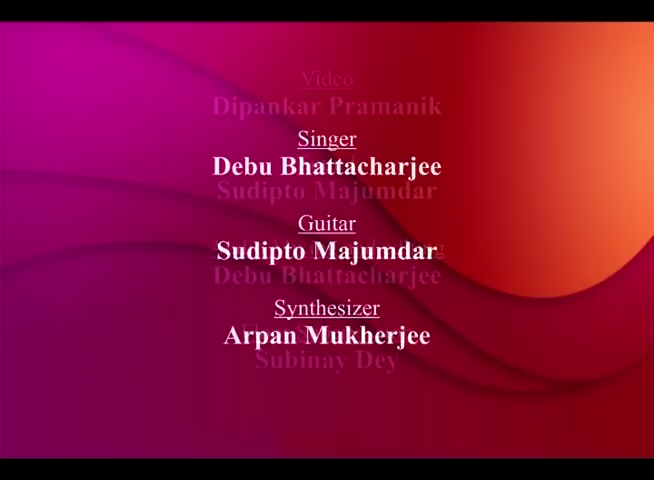 Video
Dipankar Pramanik
Singer
Debu Bhattacharjee
Sudipto Majumdar
Guitar
Sudipto Majumdar
Debu Bhattacharjee
Synthesizer
Arpan Mukherjee
Subinay Dey